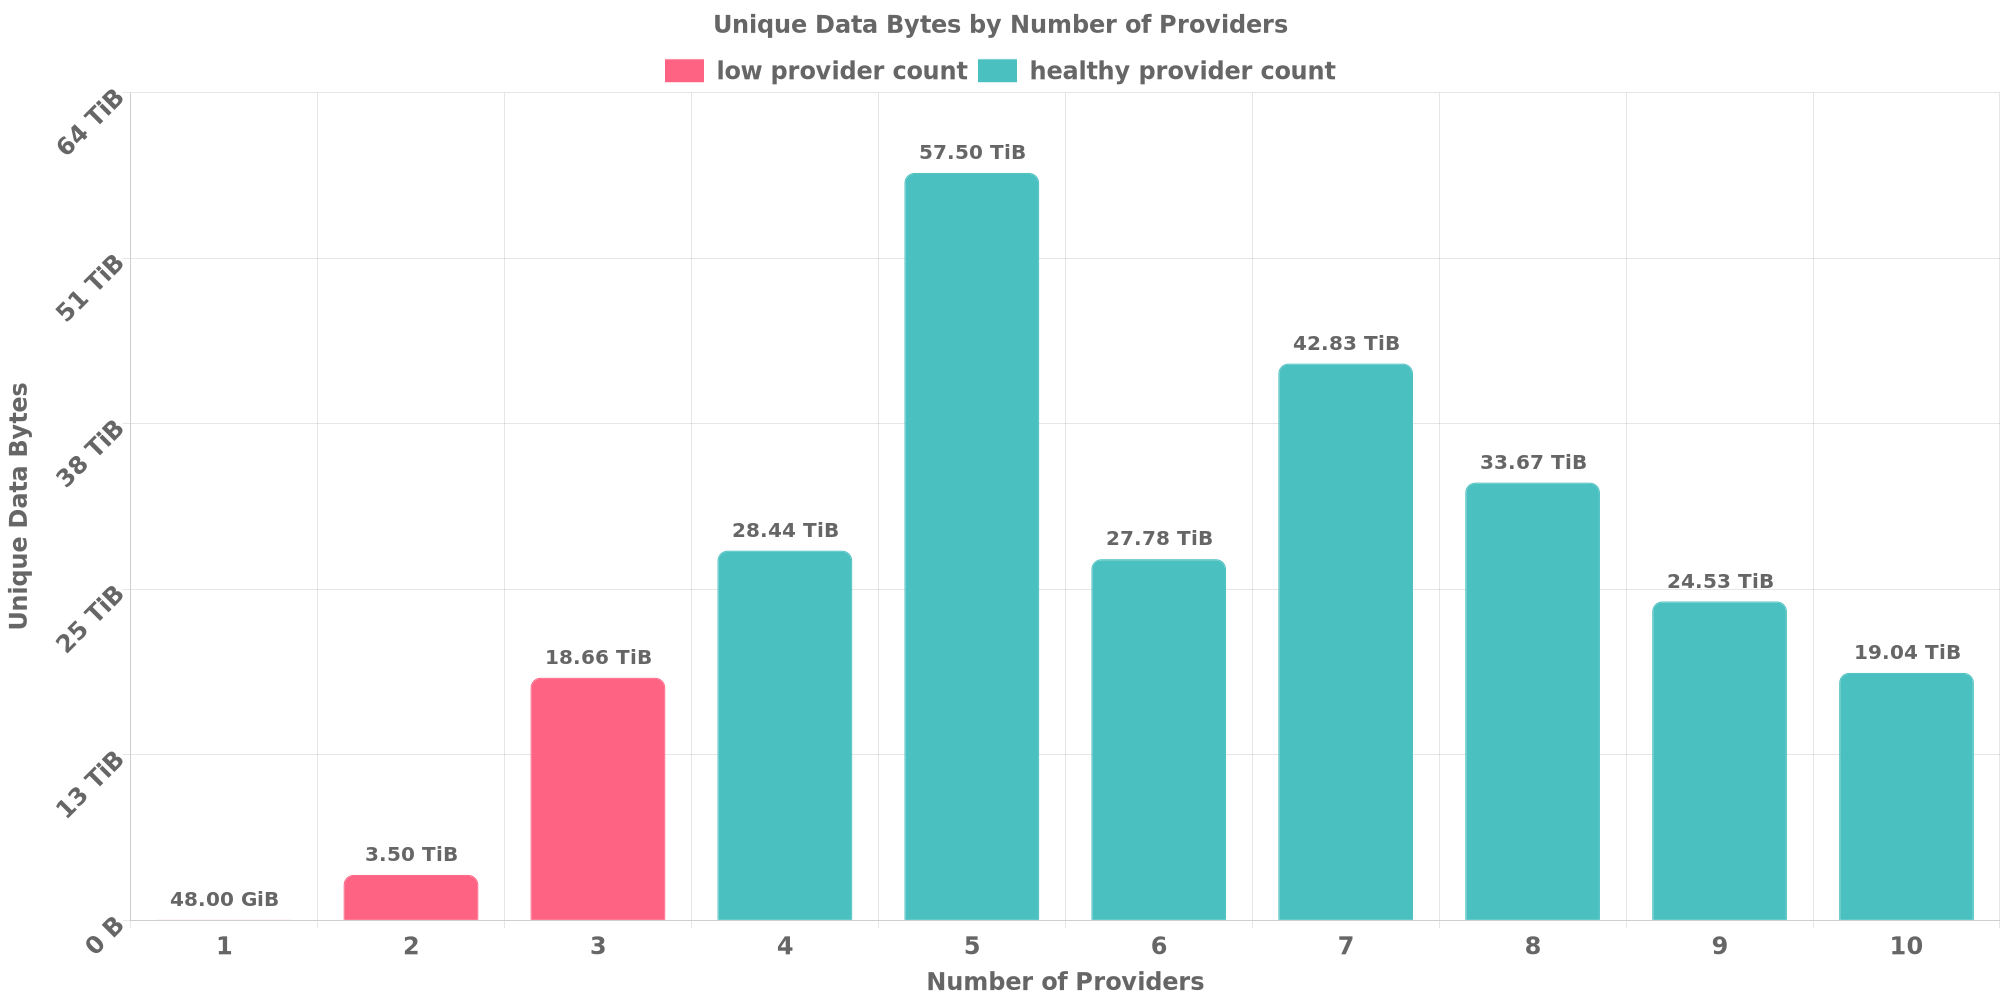 Unique Data Bytes by Number of Providers
low provider count healthy provider count
64 TiB
51 TiB
38 TiB
25 TiB
13 TiB
0 B
Unique Data Bytes
48.00 GiB
3.50 TiB
18.66 TiB
28.44 TiB
57.50 TiB
27.78 TiB
42.83 TiB
33.67 TiB
24.53 TiB
19.04 TiB
1 2 3 4 5 6 7 8 9 10
Number of Providers